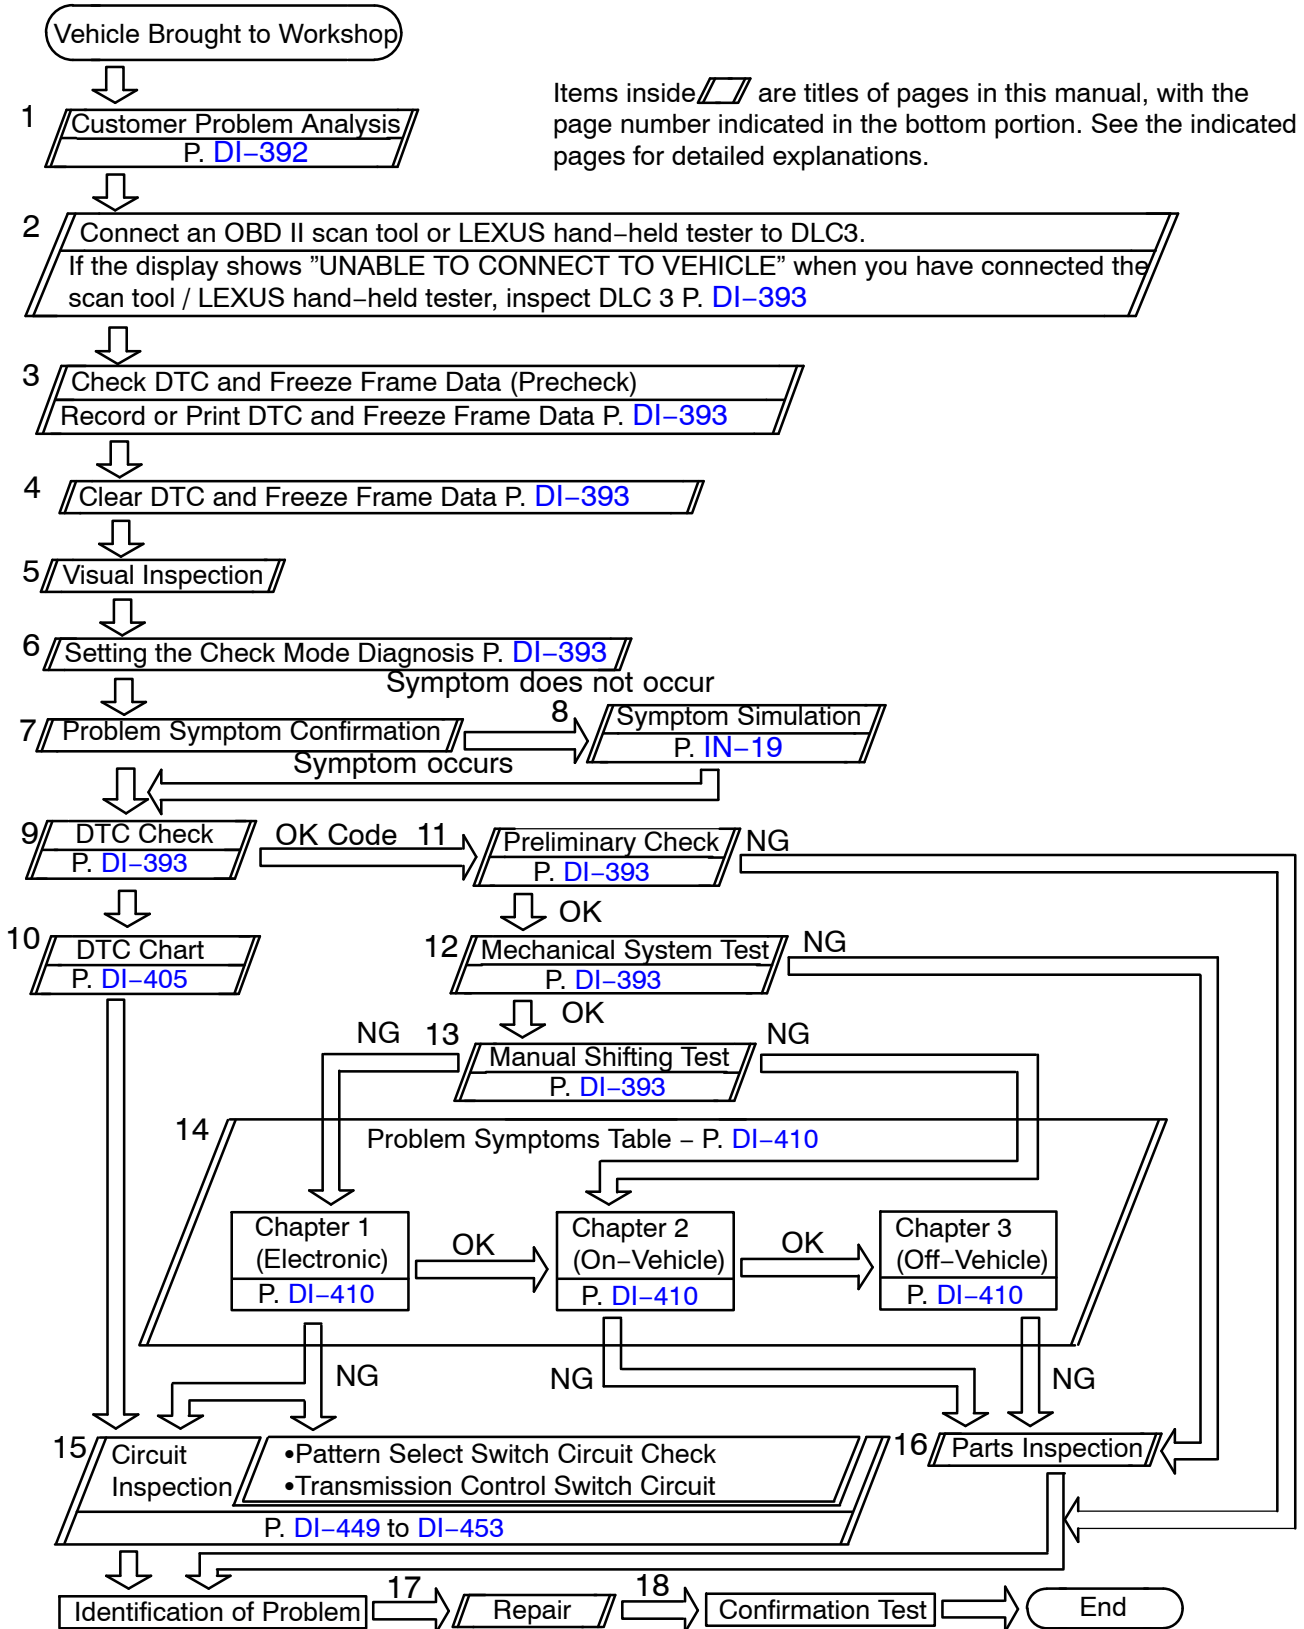 Vehicle Brought to Workshop
Items inside are titles of pages in this manual, with the
page number indicated in the bottom portion. See the indicated
pages for detailed explanations.
1
Customer Problem Analysis
P. DI−392
2
Connect an OBD II scan tool or LEXUS hand−held tester to DLC3.
If the display shows ”UNABLE TO CONNECT TO VEHICLE” when you have connected the
scan tool / LEXUS hand−held tester, inspect DLC 3 P. DI−393
3
Check DTC and Freeze Frame Data (Precheck)
Record or Print DTC and Freeze Frame Data P. DI−393
4
Clear DTC and Freeze Frame Data P. DI−393
5
Visual Inspection
6
Setting the Check Mode Diagnosis P. DI−393
Symptom does not occur
7
Problem Symptom Confirmation
8
Symptom Simulation
P. IN−19
Symptom occurs
9
DTC Check
P. DI−393
OK Code
11
Preliminary Check
P. DI−393
NG
OK
10
DTC Chart
P. DI−405
12
Mechanical System Test
P. DI−393
NG
OK
NG
13
Manual Shifting Test
P. DI−393
NG
14
Problem Symptoms Table − P. DI−410
Chapter 1
(Electronic)
P. DI−410
OK
Chapter 2
(On−Vehicle)
P. DI−410
OK
Chapter 3
(Off−Vehicle)
P. DI−410
NG
NG
NG
15
Circuit
Inspection
•Pattern Select Switch Circuit Check
•Transmission Control Switch Circuit
P. DI−449 to DI−453
16
Parts Inspection
Identification of Problem
17
Repair
18
Confirmation Test
End